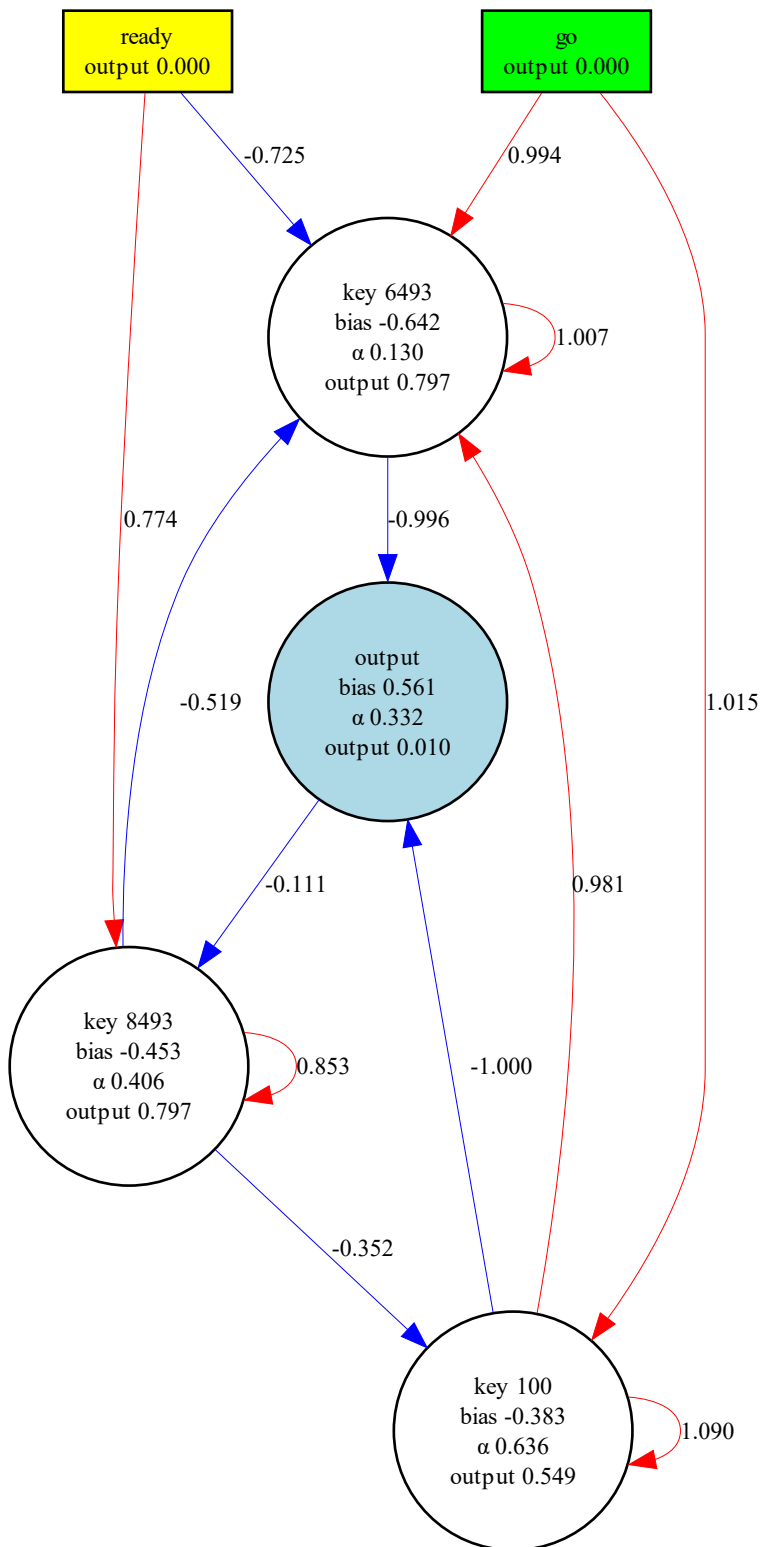 ready
output 0.000
go
output 0.000
-0.725
0.994
key 6493
bias -0.642
α 0.130
output 0.797
1.007
0.774
-0.996
-0.519
output
bias 0.561
α 0.332
output 0.010
1.015
-0.111
0.981
key 8493
bias -0.453
α 0.406
output 0.797
0.853
-1.000
-0.352
key 100
bias -0.383
α 0.636
output 0.549
1.090